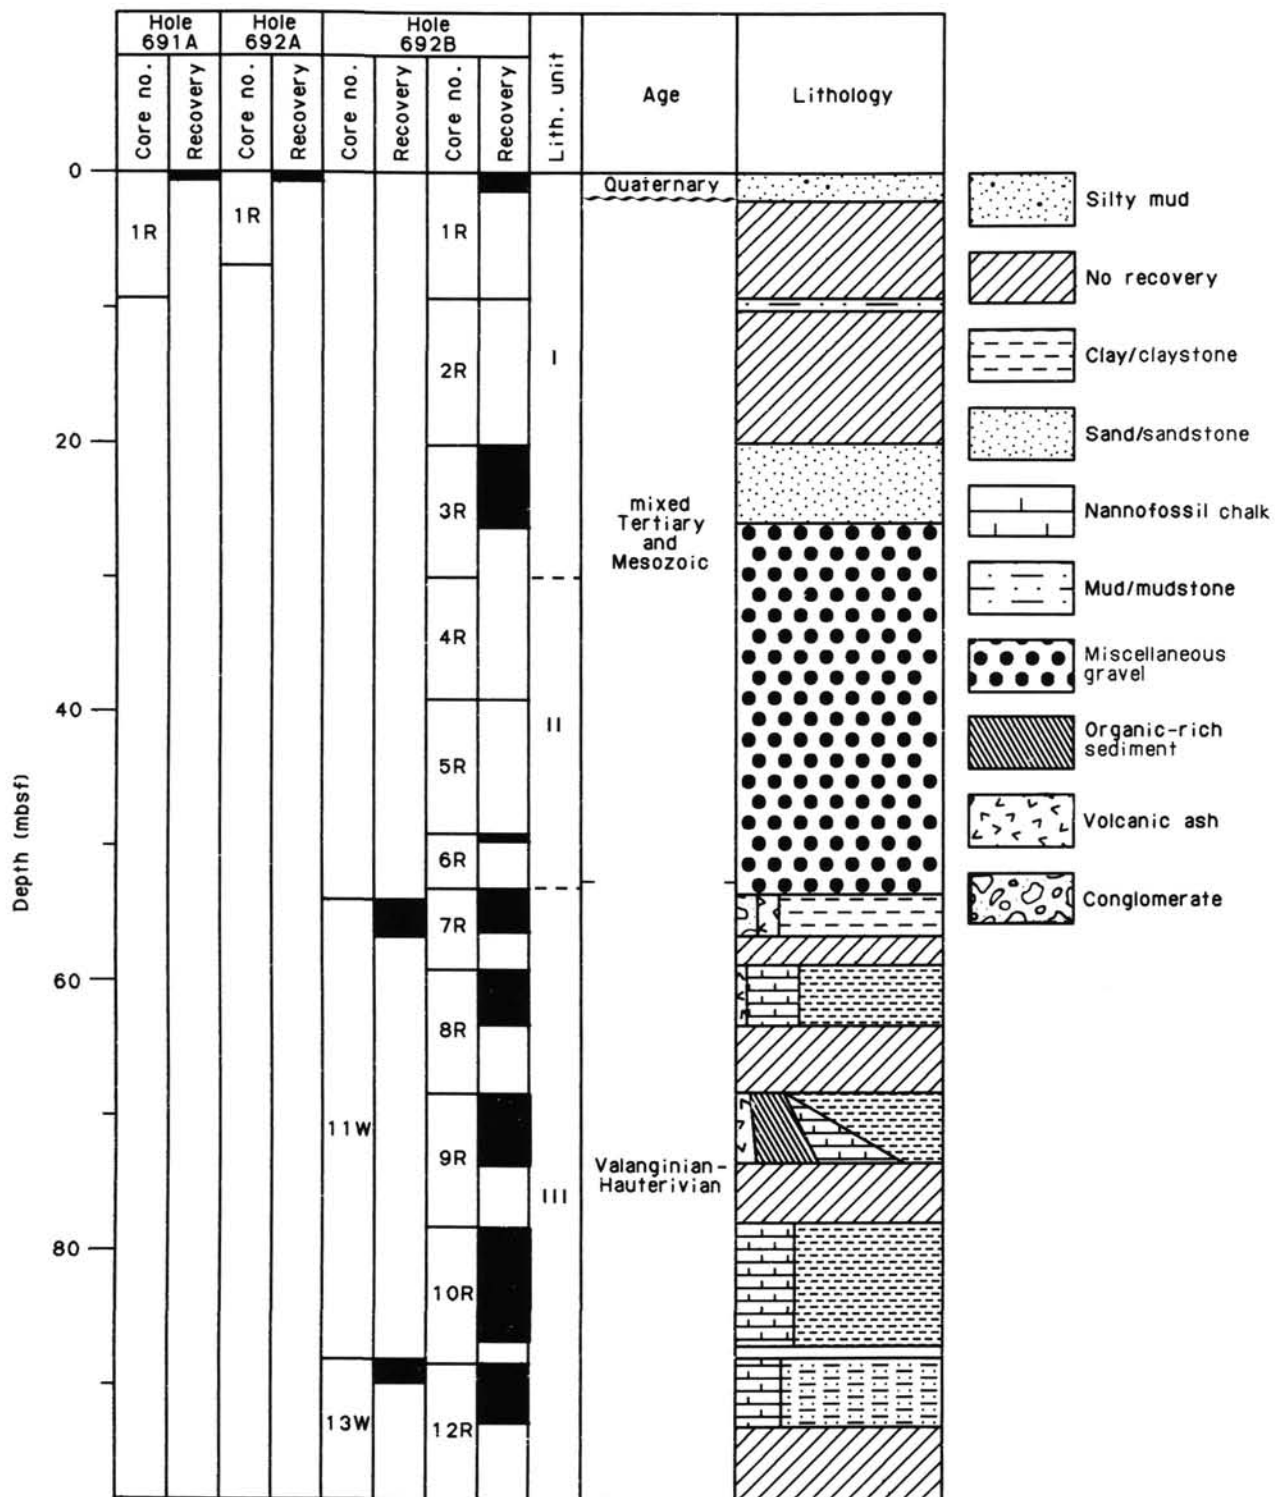 Hole
691A
Hole
692A
Hole
692B
Core no.
Recovery
Core no.
Recovery
Core no.
Recovery
Core no.
Recovery
Lith. unit
Age
Lithology
Depth (mbsf)
0
20
40
60
80
1R
1R
11W
13W
1R
2R
3R
4R
5R
6R
7R
8R
9R
10R
12R
I
II
III
Quaternary
mixed
Tertiary
and
Mesozoic
Valanginian-
Hauterivian
Silty mud
No recovery
Clay/claystone
Sand/sandstone
Nannofossil chalk
Mud/mudstone
Miscellaneous
gravel
Organic-rich
sediment
Volcanic ash
Conglomerate